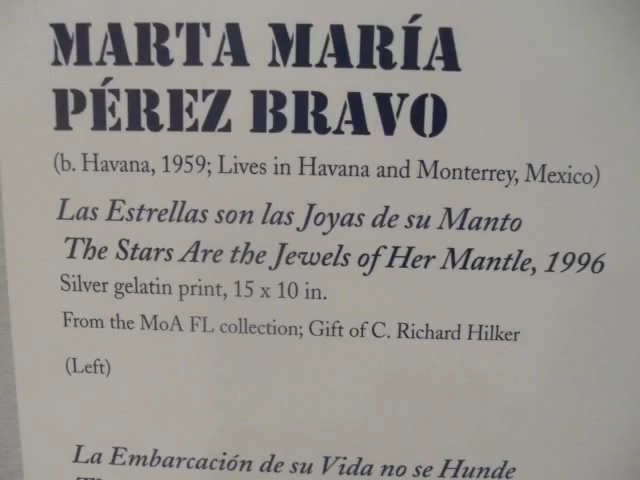 MARTA MARÍA
PÉREZ BRAVO
(b. Havana, 1959; Lives in Havana and Monterrey, Mexico)
Las Estrellas son las Joyas de su Manto
The Stars Are the Jewels of Her Mantle, 1996
Silver gelatin print, 15 x 10 in.
From the MoA FL collection; Gift of C. Richard Hilker
(Left)
La Embarcación de su Vida no se Hunde